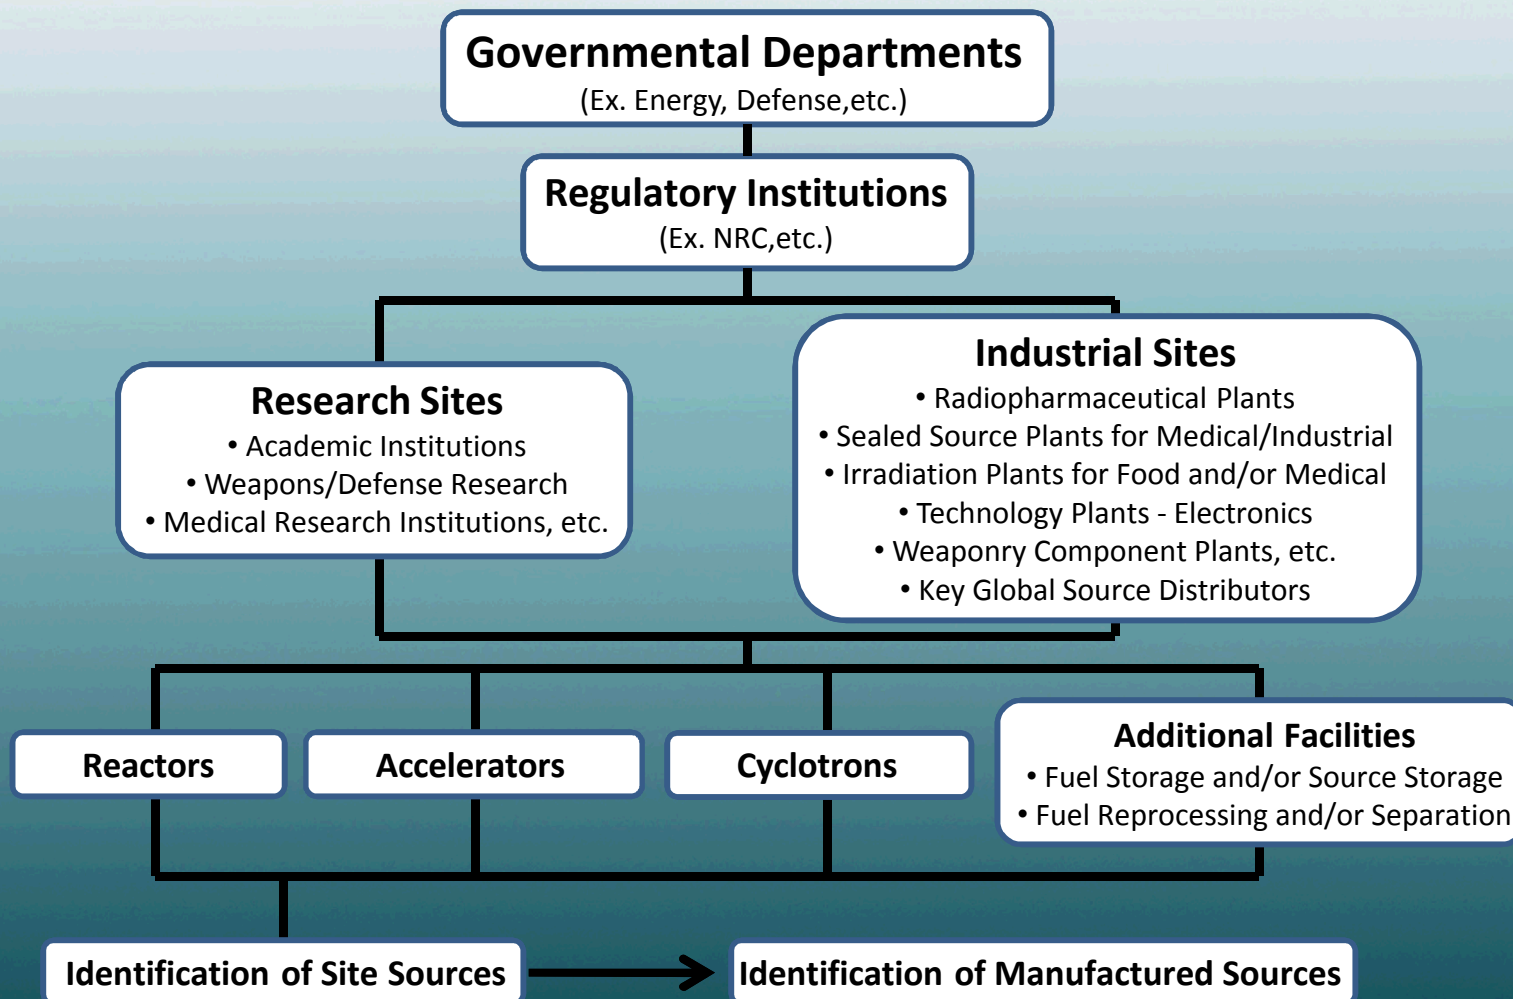 Governmental Departments
(Ex. Energy, Defense,etc.)
Regulatory Institutions
(Ex. NRC,etc.)
Research Sites
• Academic Institutions
• Weapons/Defense Research
• Medical Research Institutions, etc.
Industrial Sites
• Radiopharmaceutical Plants
• Sealed Source Plants for Medical/Industrial
• Irradiation Plants for Food and/or Medical
• Technology Plants - Electronics
• Weaponry Component Plants, etc.
• Key Global Source Distributors
Reactors
Accelerators
Cyclotrons
Additional Facilities
• Fuel Storage and/or Source Storage
• Fuel Reprocessing and/or Separation
Identification of Site Sources
Identification of Manufactured Sources